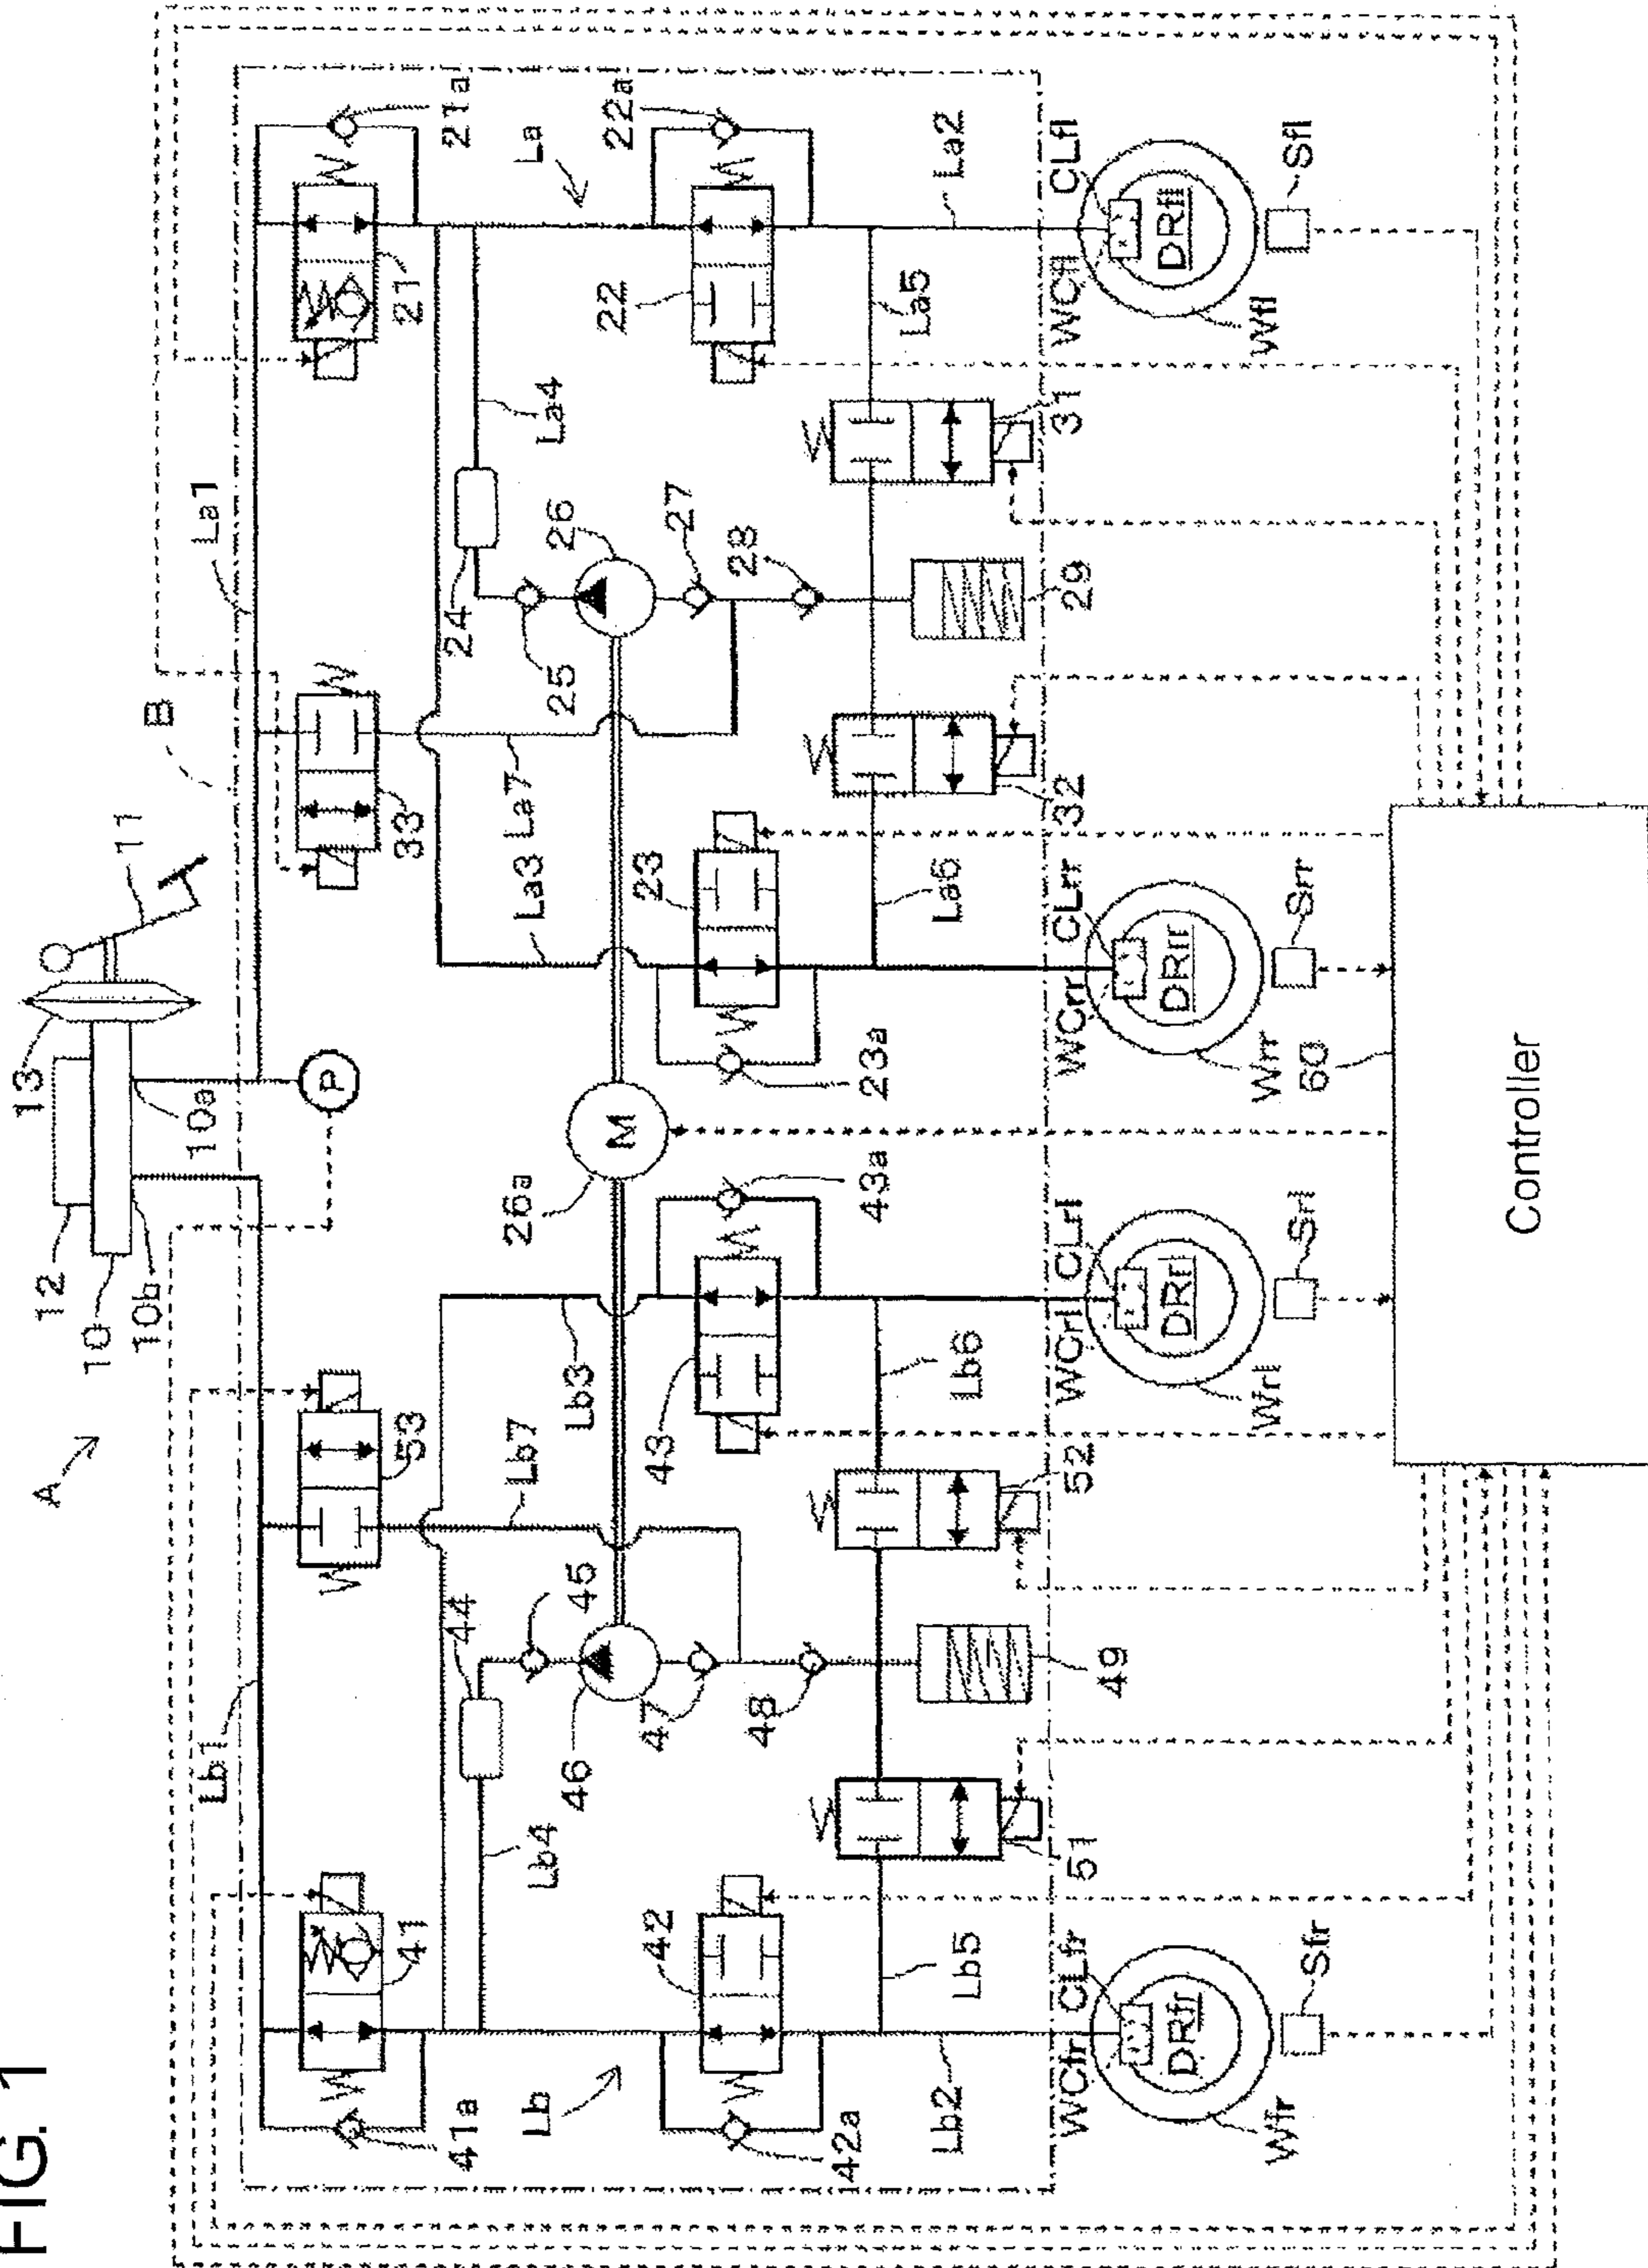 FIG. 1
A
B
10
10a
10b
11
12
13
P
La1
Lb1
21
21a
La
22
22a
La2
La3
La4
La5
La6
La7
23
23a
24
25
26
26a
27
28
29
31
32
33
M
41
41a
Lb
42
42a
Lb2
Lb3
Lb4
Lb5
Lb6
Lb7
43
43a
44
45
46
47
48
49
51
52
53
WCfr CLfr
DRfr
Wfr
Sfr
WCrl CLrl
DRrl
Wrl
Srl
WCrr CLrr
DRrr
Wrr
Srr
WCfl CLfl
DRfl
Wfl
Sfl
60
Controller